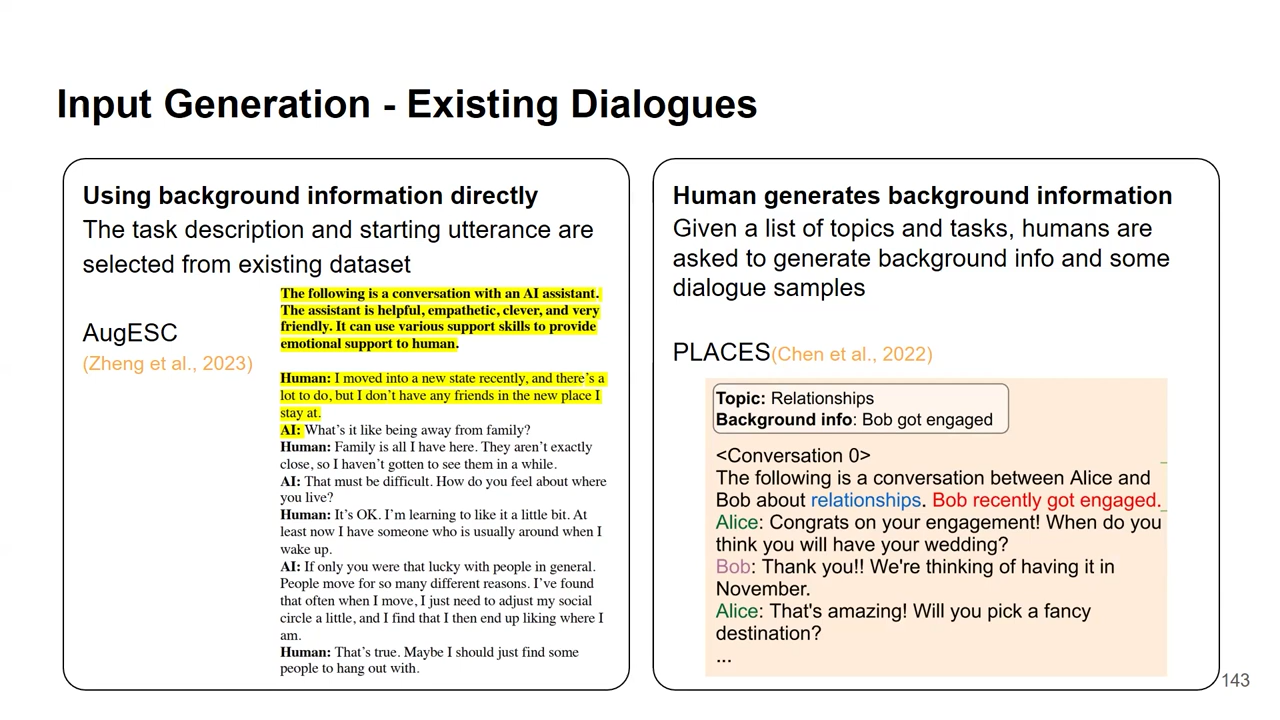 Input Generation - Existing Dialogues
Using background information directly
The task description and starting utterance are
selected from existing dataset
AugESC
(Zheng et al., 2023)
The following is a conversation with an AI assistant.
The assistant is helpful, empathetic, clever, and very
friendly. It can use various support skills to provide
emotional support to human.
Human: I moved into a new state recently, and there's a
lot to do, but I don't have any friends in the new place I
stay at.
AI: What's it like being away from family?
Human: Family is all I have here. They aren't exactly
close, so I haven't gotten to see them in a while.
AI: That must be difficult. How do you feel about where
you live?
Human: It's OK. I'm learning to like it a little bit. At
least now I have someone who is usually around when I
wake up.
AI: If only you were that lucky with people in general.
People move for so many different reasons. I've found
that often when I move, I just need to adjust my social
circle a little, and I find that I then end up liking where I
am.
Human: That's true. Maybe I should just find some
people to hang out with.
Human generates background information
Given a list of topics and tasks, humans are
asked to generate background info and some
dialogue samples
PLACES(Chen et al., 2022)
Topic: Relationships
Background info: Bob got engaged
<Conversation 0>
The following is a conversation between Alice and
Bob about relationships. Bob recently got engaged.
Alice: Congrats on your engagement! When do you
think you will have your wedding?
Bob: Thank you!! We're thinking of having it in
November.
Alice: That's amazing! Will you pick a fancy
destination?
...
143